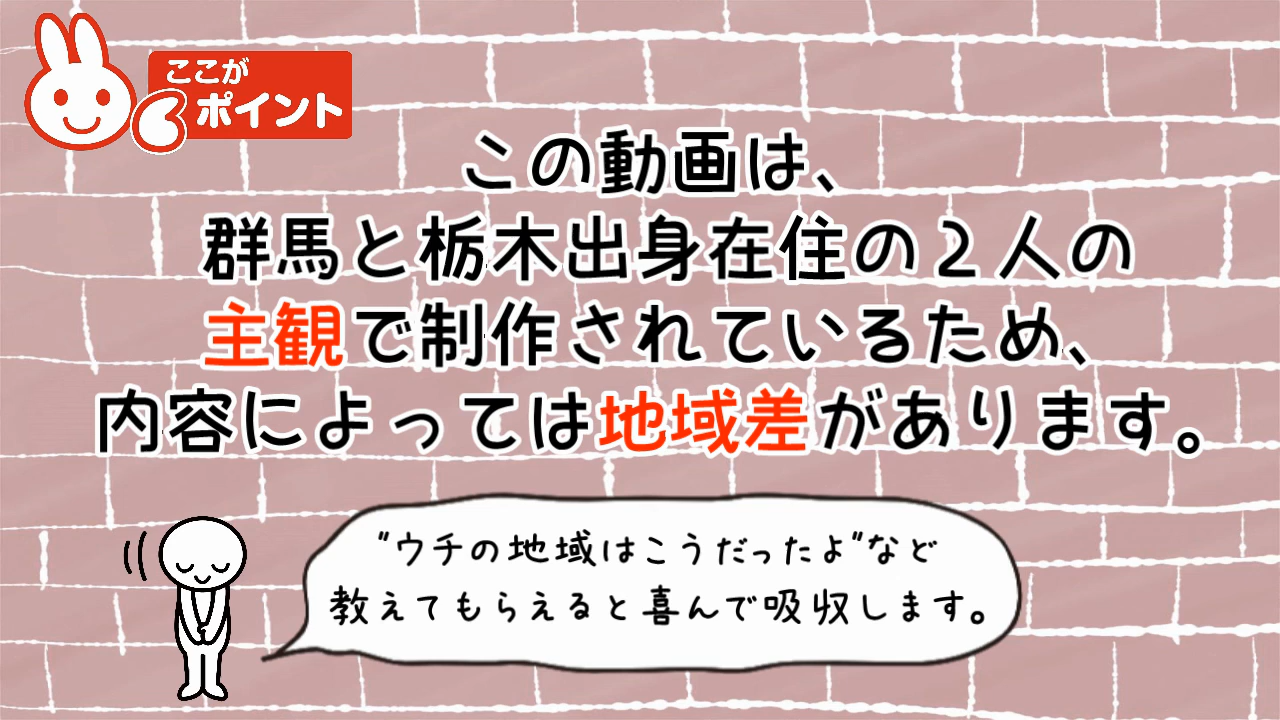 ここが
ポイント
この動画は、
群馬と栃木出身在住の２人の
主観で制作されているため、
内容によっては地域差があります。
"ウチの地域はこうだったよ"など
教えてもらえると喜んで吸収します。